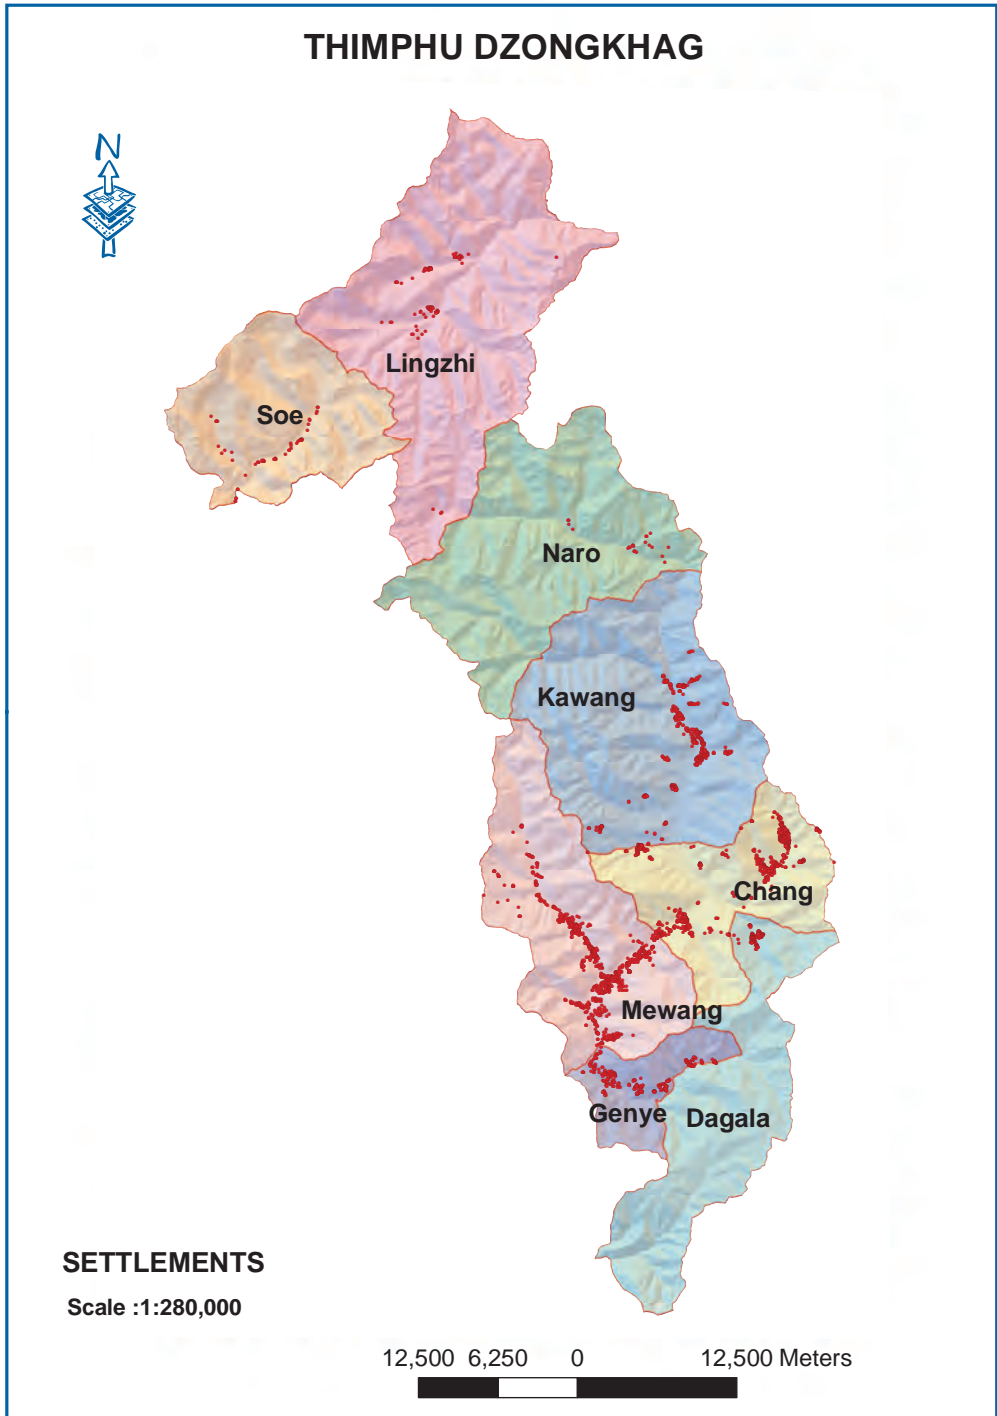 THIMPHU DZONGKHAG
N
Lingzhi
Soe
Naro
Kawang
Chang
Mewang
Genye
Dagala
SETTLEMENTS
Scale :1:280,000
12,500 6,250 0 12,500 Meters